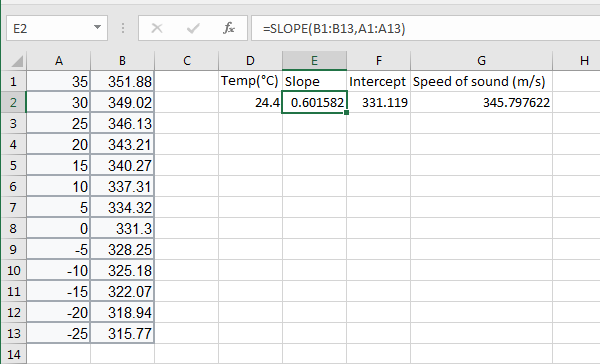 E2 fx =SLOPE(B1:B13,A1:A13)
A B C D E F G H
1 35 351.88 Temp(°C) Slope Intercept Speed of sound (m/s)
2 30 349.02 24.4 0.601582 331.119 345.797622
3 25 346.13
4 20 343.21
5 15 340.27
6 10 337.31
7 5 334.32
8 0 331.3
9 -5 328.25
10 -10 325.18
11 -15 322.07
12 -20 318.94
13 -25 315.77
14